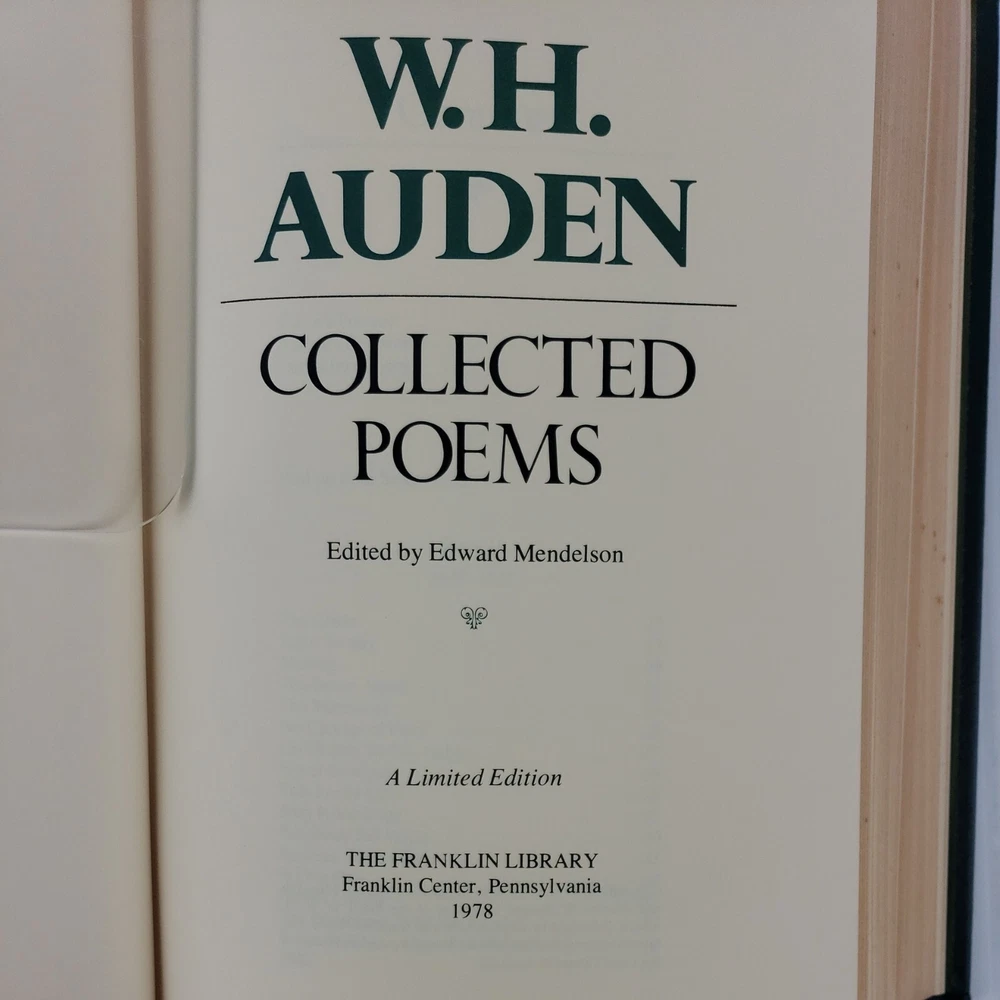 W.H.
AUDEN
COLLECTED
POEMS
Edited by Edward Mendelson
A Limited Edition
THE FRANKLIN LIBRARY
Franklin Center, Pennsylvania
1978